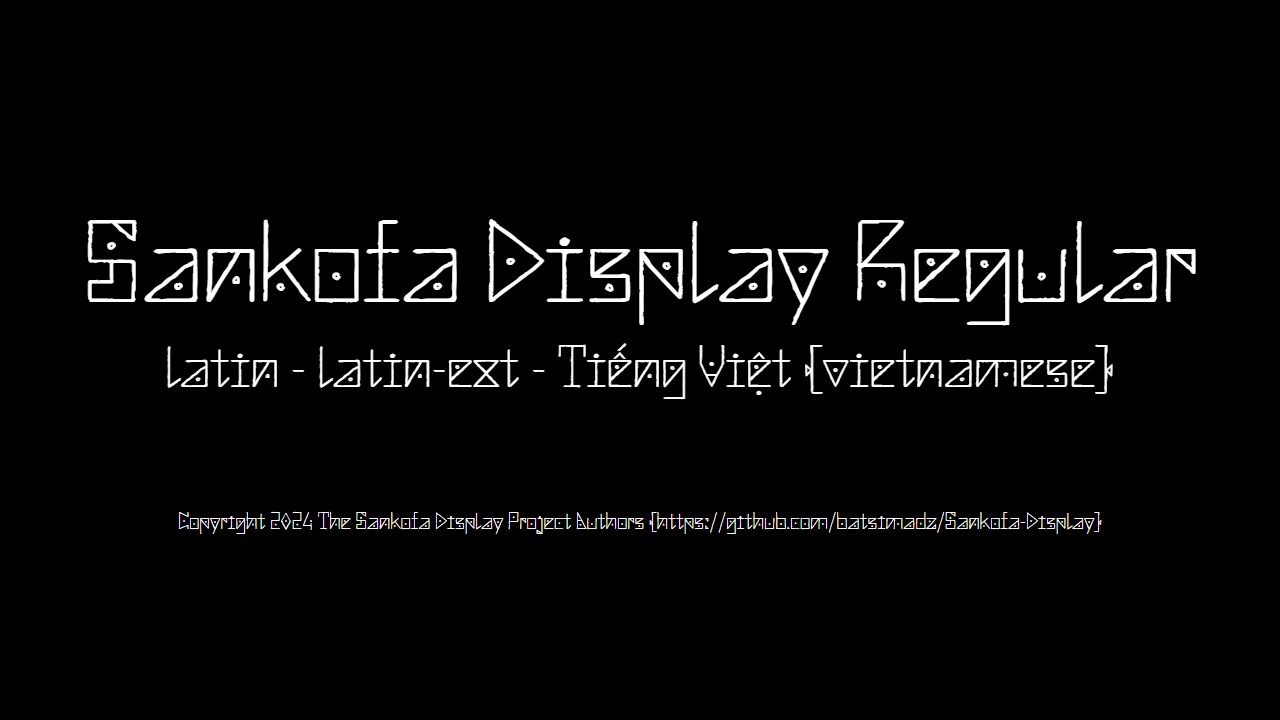 Sankofa Display Regular
latin - latin-ext - Tiếng Việt (vietnamese)
Copyright 2024 The Sankofa Display Project Authors (https://github.com/batsimadz/Sankofa-Display)